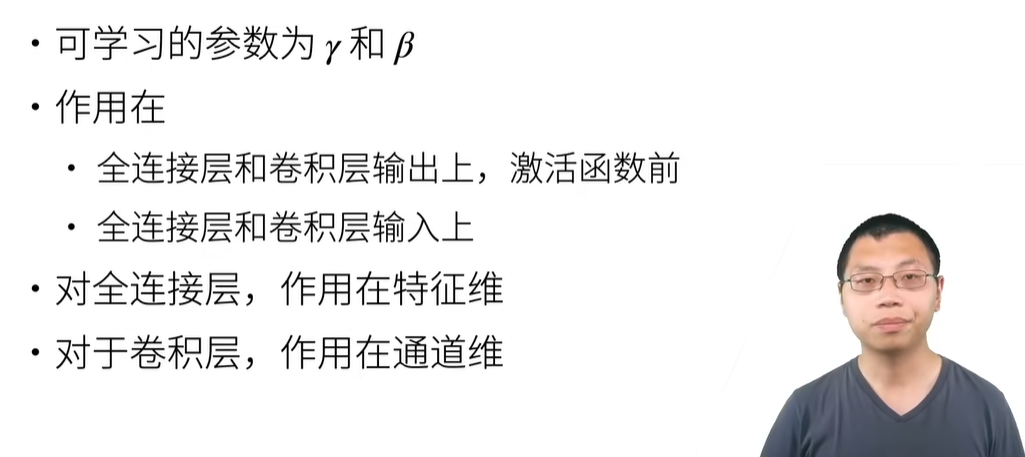 • 可学习的参数为 γ 和 β
• 作用在
• 全连接层和卷积层输出上，激活函数前
• 全连接层和卷积层输入上
• 对全连接层，作用在特征维
• 对于卷积层，作用在通道维